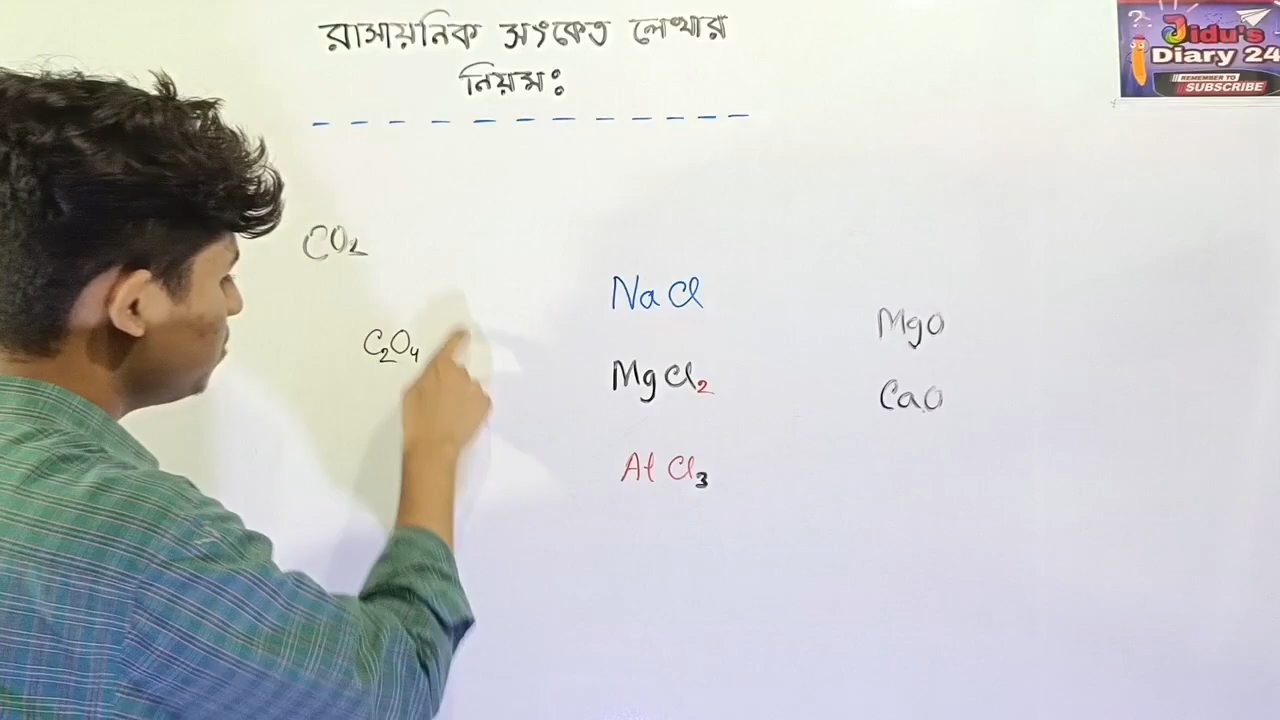 রাসায়নিক সংকেত লেখার
নিয়মঃ
CO₂
C₂O₄
NaCl
MgCl₂
AlCl₃
MgO
CaO
Jidu's
Diary 24
REMEMBER TO
SUBSCRIBE